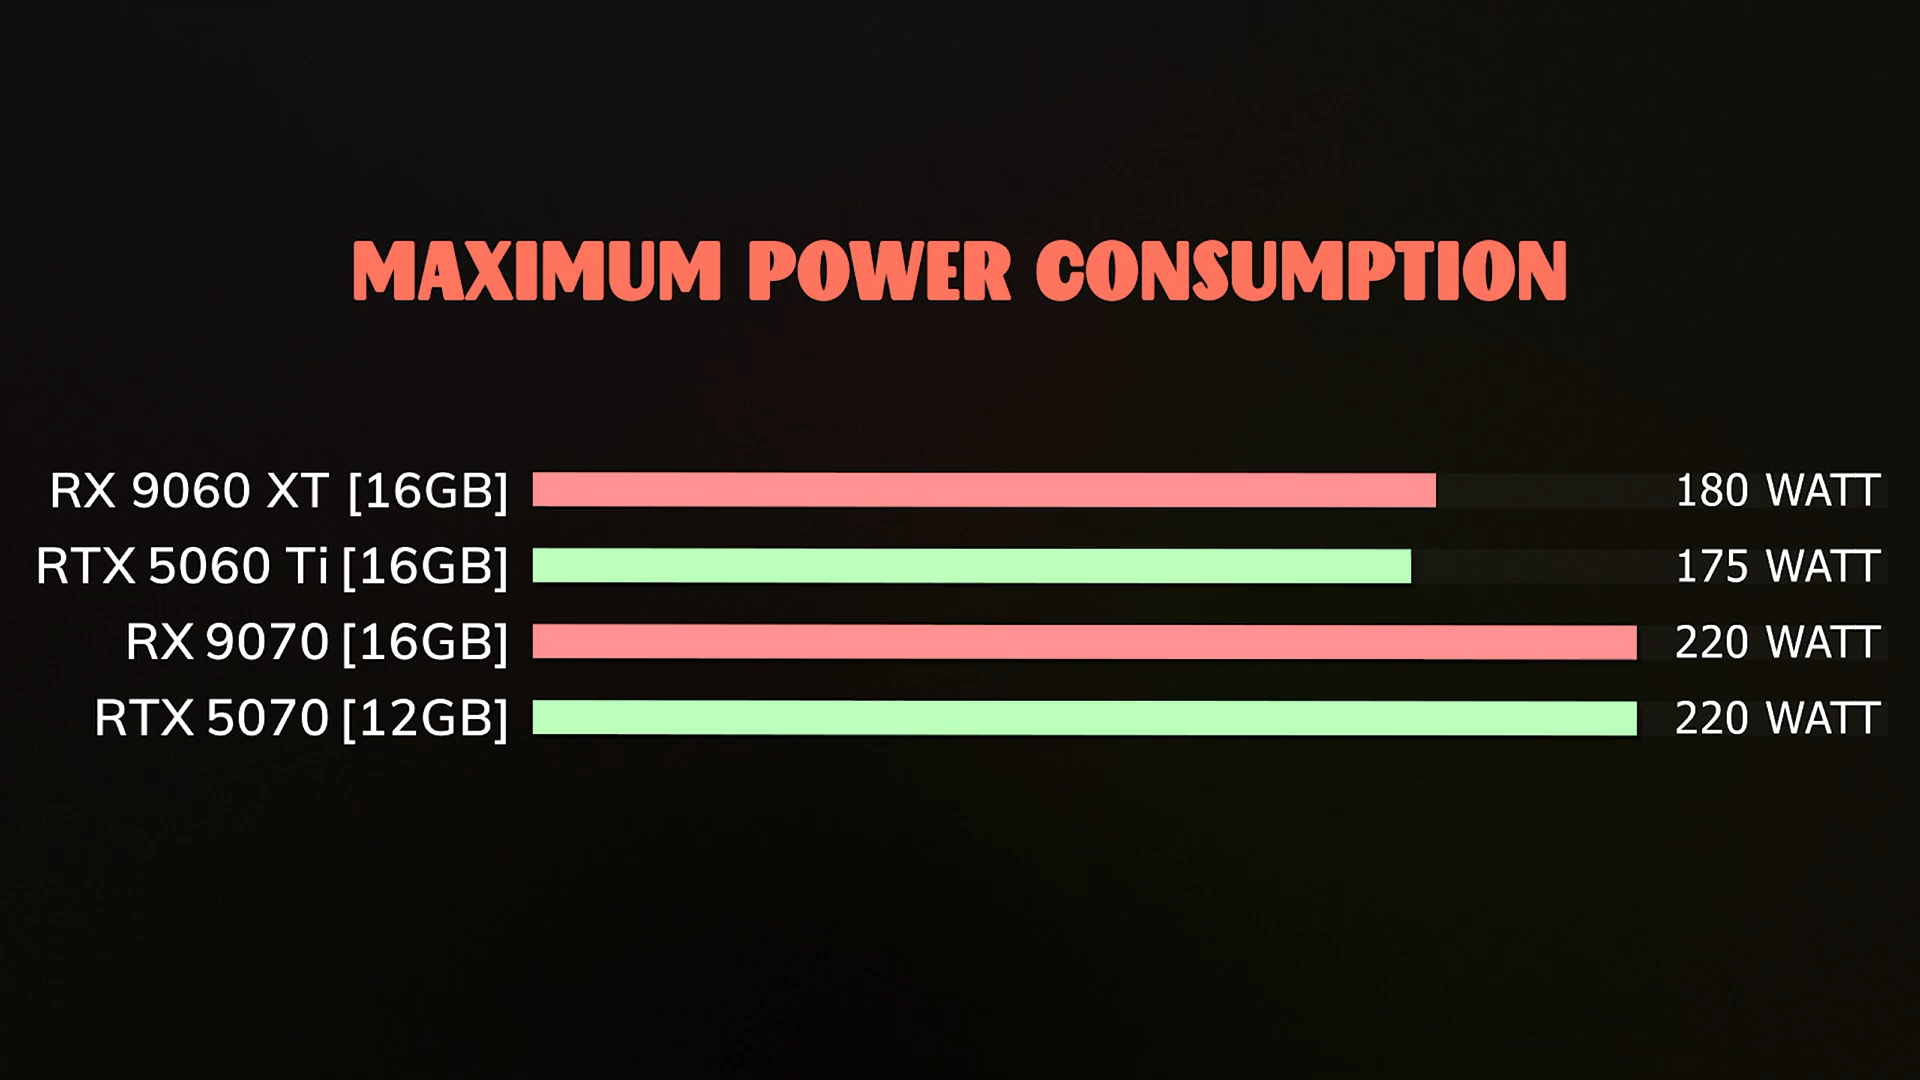 MAXIMUM POWER CONSUMPTION
RX 9060 XT [16GB] 180 WATT
RTX 5060 Ti [16GB] 175 WATT
RX 9070 [16GB] 220 WATT
RTX 5070 [12GB] 220 WATT